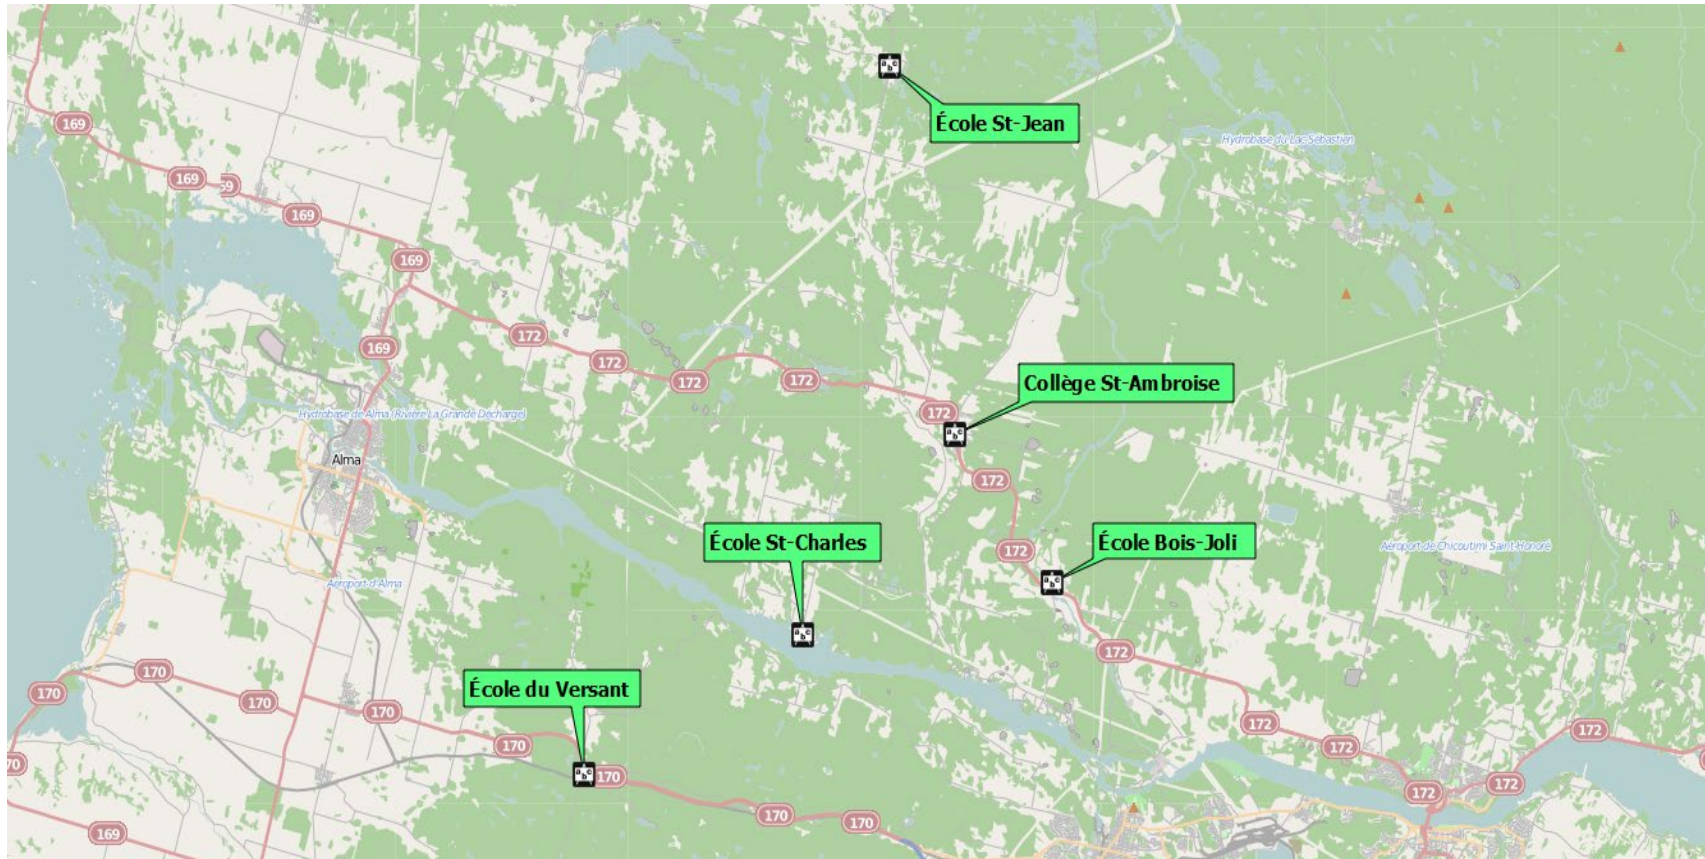 169
École St-Jean
Hydrobase du Lac Sébastien
169
69
169
169
172
169
172
172
172
Collège St-Ambroise
172
Hydrobase de Alma (Rivière La Grande Décharge)
Alma
172
École St-Charles
École Bois-Joli
172
Aéroport de Chicoutimi Saint-Honoré
Aéroport d'Alma
172
170
École du Versant
170
170
170
172
172
170
172
70
170
172
172
170
170
169